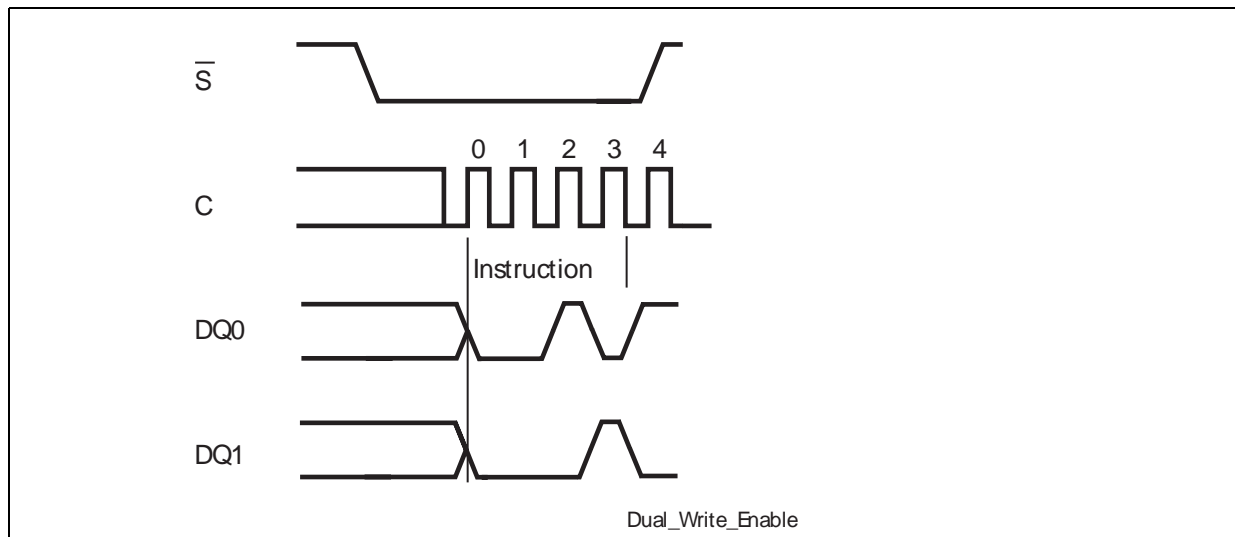 S̅
0 1 2 3 4
C
Instruction
DQ0
DQ1
Dual_Write_Enable